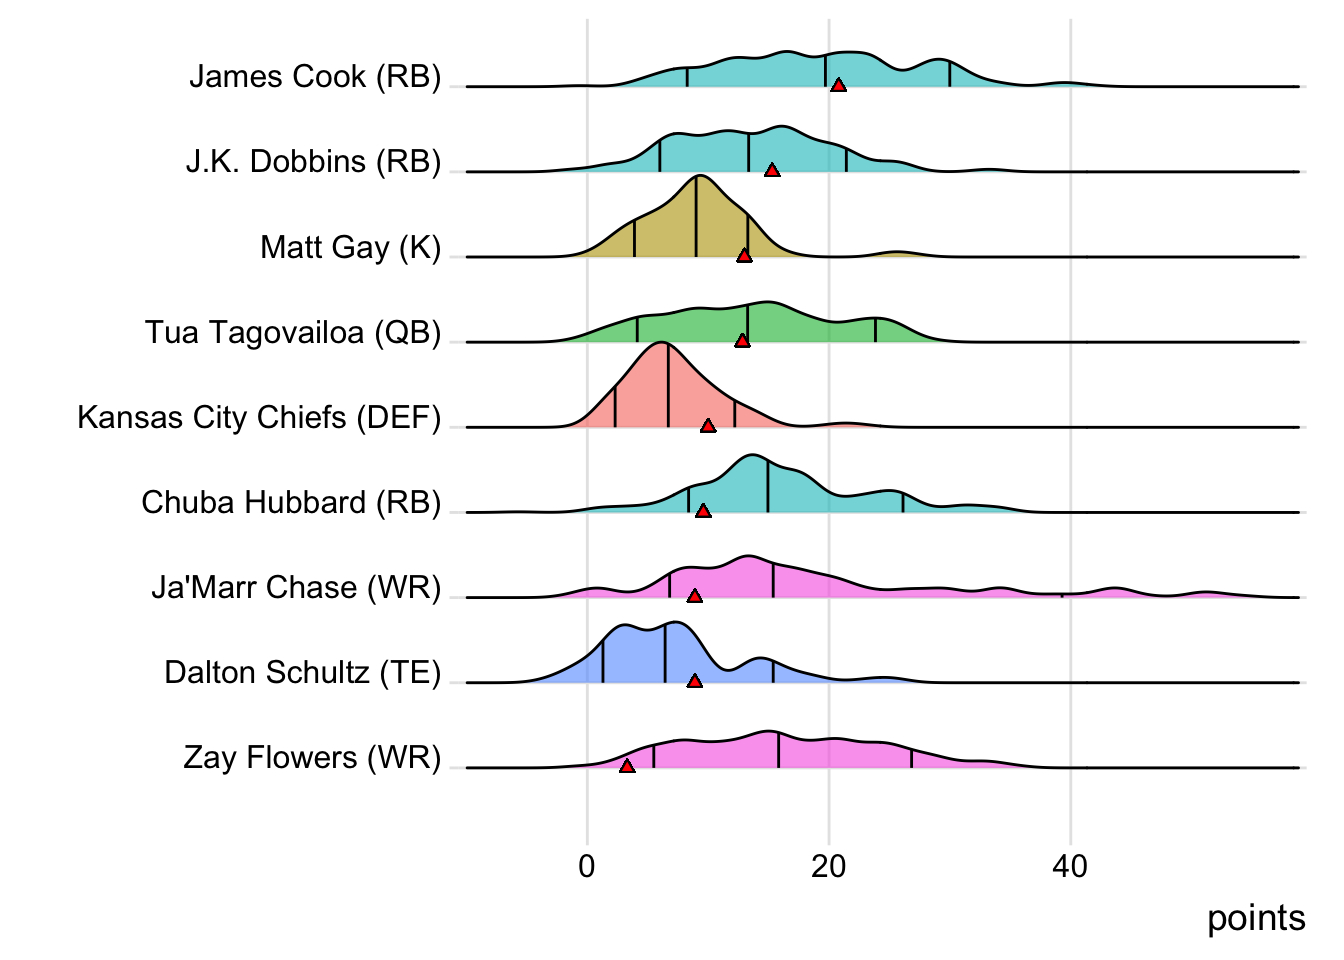 James Cook (RB)
J.K. Dobbins (RB)
Matt Gay (K)
Tua Tagovailoa (QB)
Kansas City Chiefs (DEF)
Chuba Hubbard (RB)
Ja'Marr Chase (WR)
Dalton Schultz (TE)
Zay Flowers (WR)
0 20 40
points